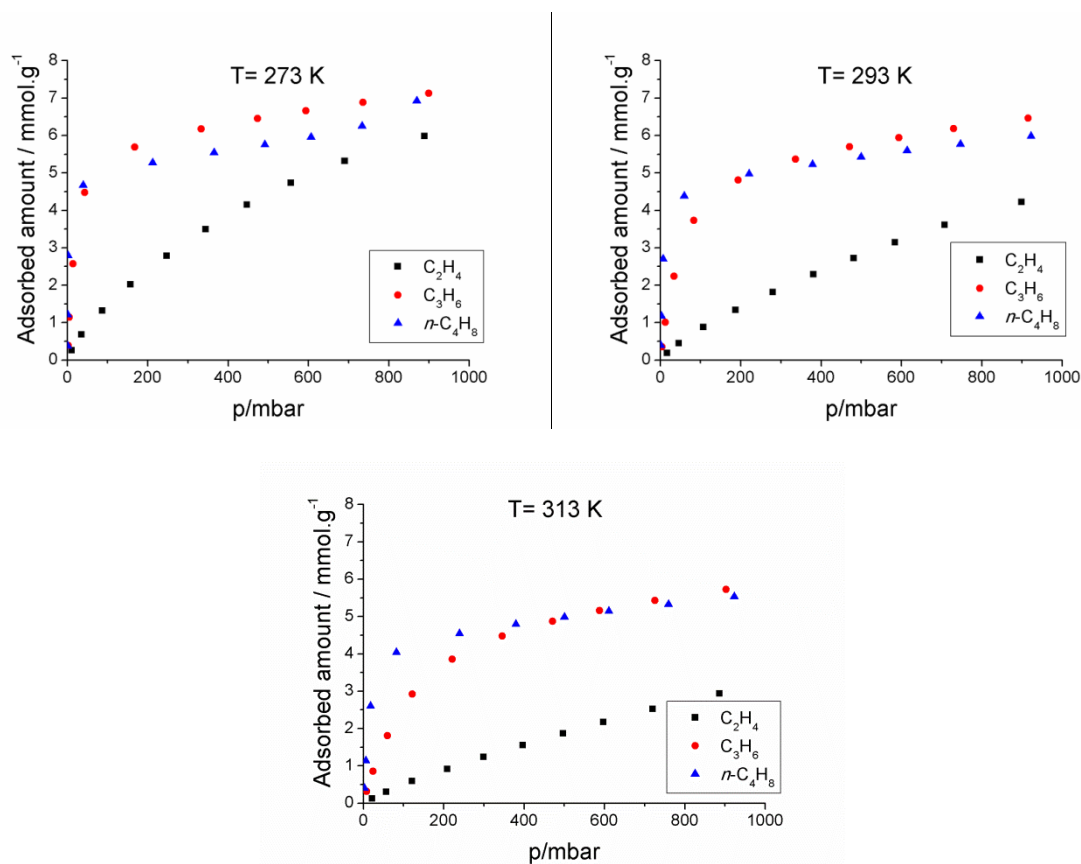 T= 273 K
Adsorbed amount / mmol.g⁻¹
8
7
6
5
4
3
2
1
0
0 200 400 600 800 1000
p/mbar
C₂H₄
C₃H₆
n-C₄H₈
T= 293 K
Adsorbed amount / mmol.g⁻¹
8
7
6
5
4
3
2
1
0
0 200 400 600 800 1000
p/mbar
C₂H₄
C₃H₆
n-C₄H₈
T= 313 K
Adsorbed amount / mmol.g⁻¹
8
7
6
5
4
3
2
1
0
0 200 400 600 800 1000
p/mbar
C₂H₄
C₃H₆
n-C₄H₈